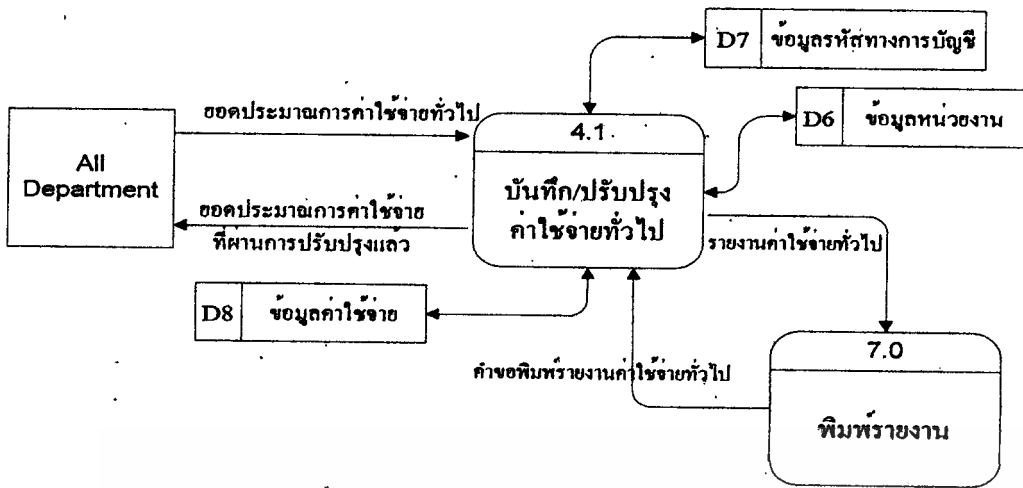 D7 ข้อมูลรหัสทางการบัญชี
ยอดประมาณการค่าใช้จ่ายทั่วไป
D6 ข้อมูลหน่วยงาน
4.1
All
Department
บันทึก/ปรับปรุง
ค่าใช้จ่ายทั่วไป
ยอดประมาณการค่าใช้จ่าย
ที่ผ่านการปรับปรุงแล้ว
รายงานค่าใช้จ่ายทั่วไป
D8 ข้อมูลค่าใช้จ่าย
7.0
คำขอพิมพ์รายงานค่าใช้จ่ายทั่วไป
พิมพ์รายงาน